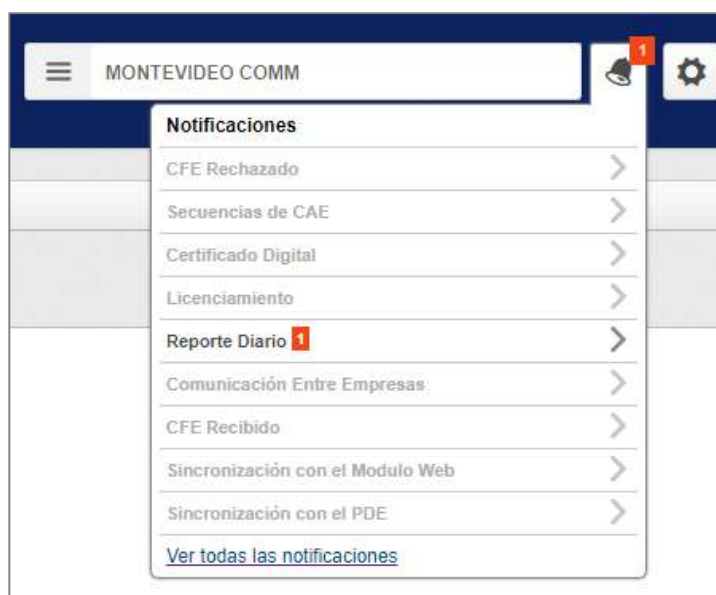 1
MONTEVIDEO COMM
Notificaciones
CFE Rechazado
Secuencias de CAE
Certificado Digital
Licenciamiento
Reporte Diario 1
Comunicación Entre Empresas
CFE Recibido
Sincronización con el Modulo Web
Sincronización con el PDE
Ver todas las notificaciones